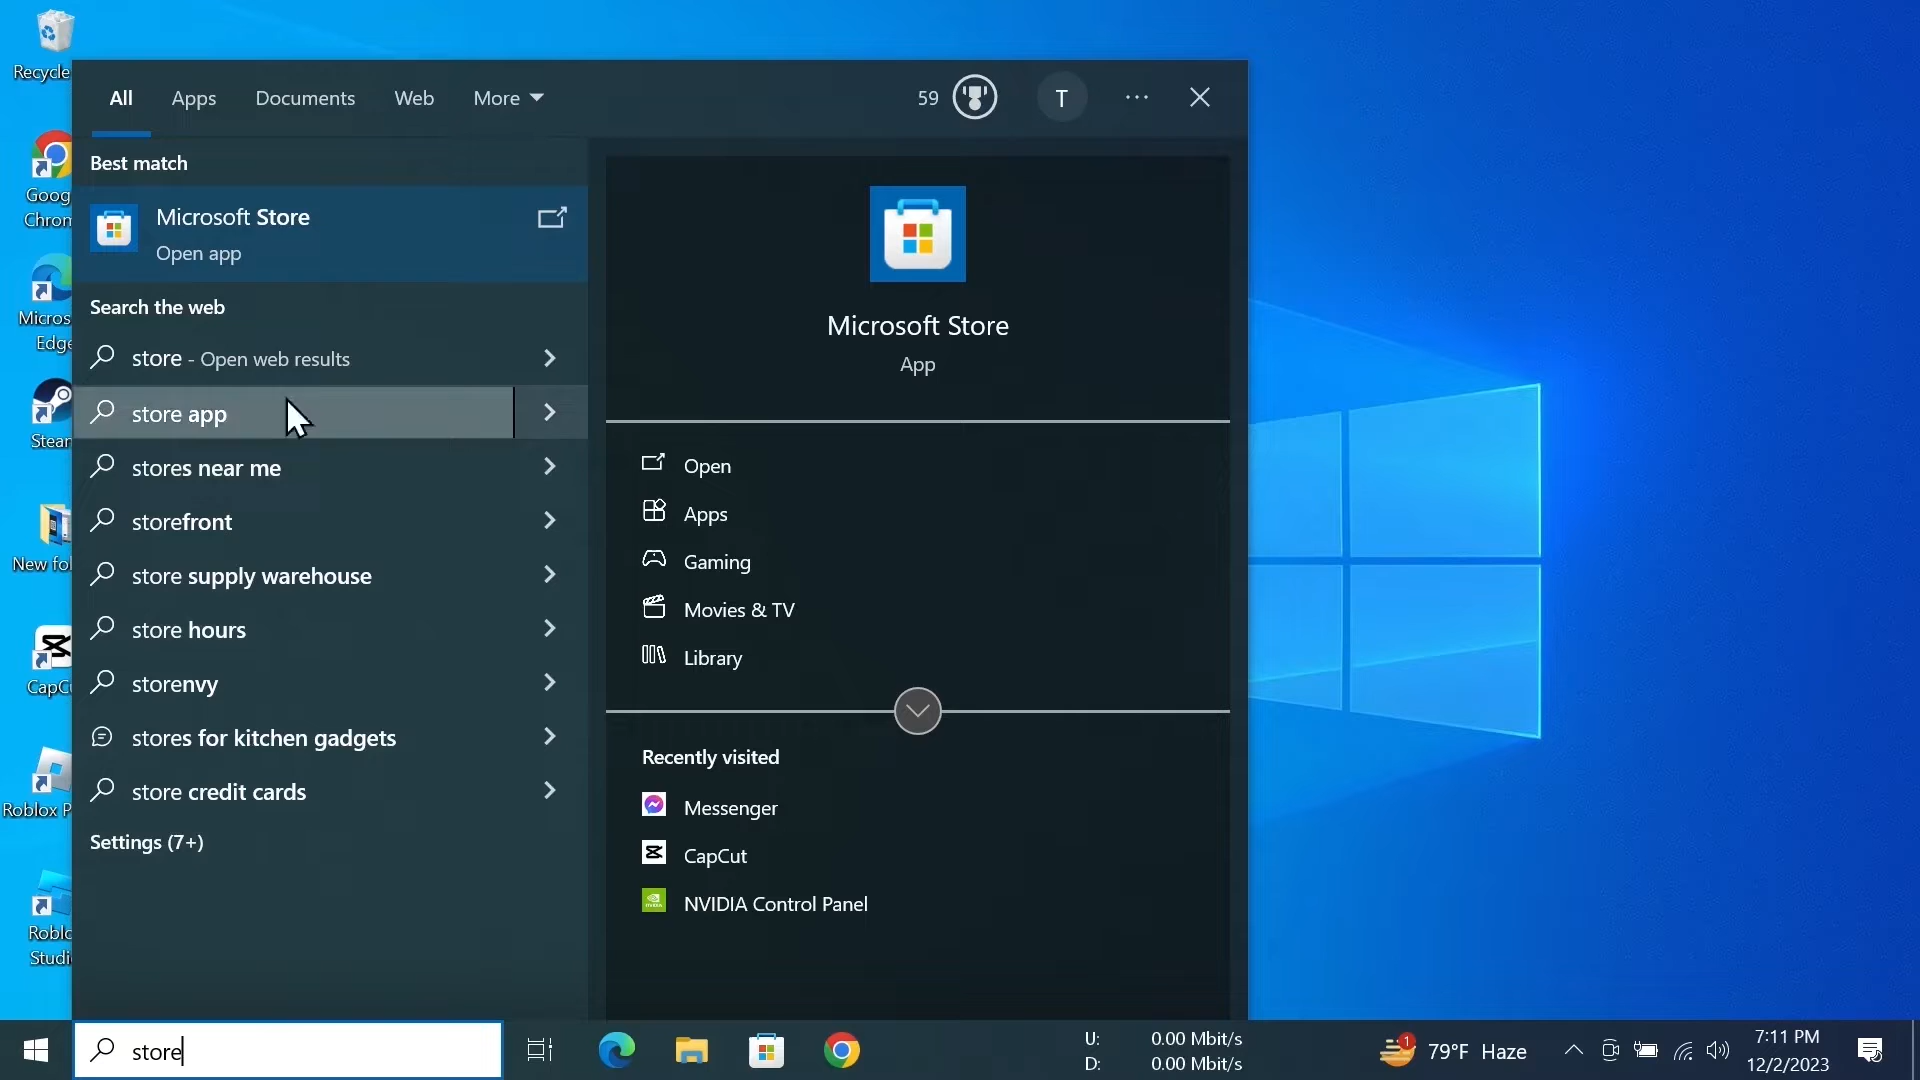 Recycle
Goog
Chrom
Micros
Edge
Steam
New fol
CapCu
Roblox P
Roblo
Studi
All
Apps
Documents
Web
More
59
T
Best match
Microsoft Store
Open app
Search the web
store - Open web results
store app
stores near me
storefront
store supply warehouse
store hours
storenvy
stores for kitchen gadgets
store credit cards
Settings (7+)
Microsoft Store
App
Open
Apps
Gaming
Movies & TV
Library
Recently visited
Messenger
CapCut
NVIDIA Control Panel
store
U: 0.00 Mbit/s
D: 0.00 Mbit/s
1
79°F Haze
7:11 PM
12/2/2023